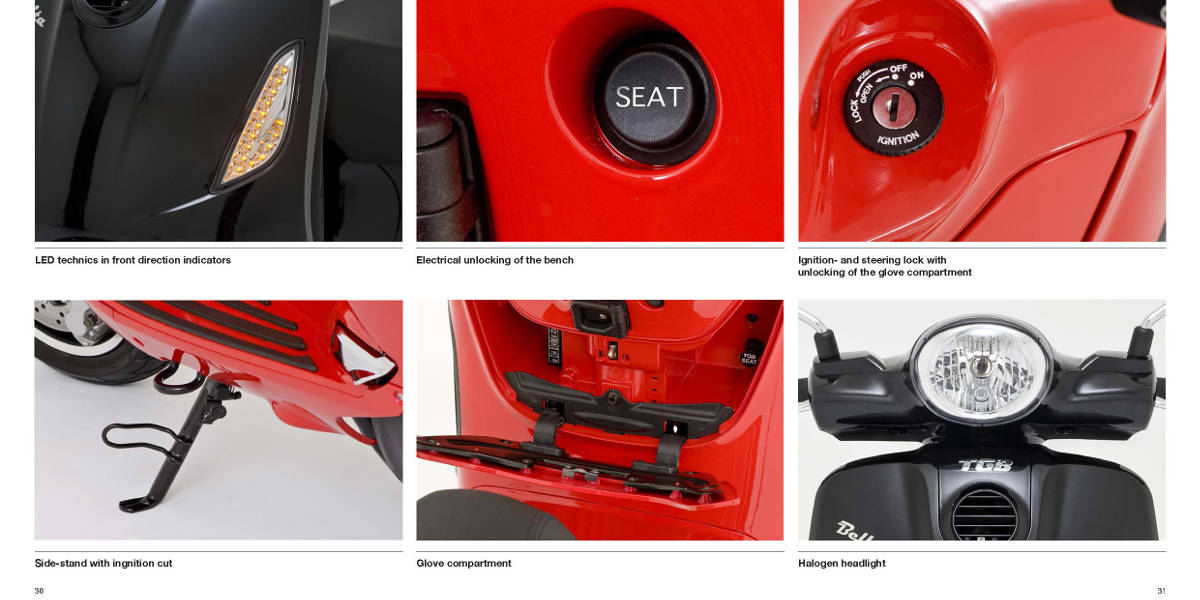 SEAT
PUSH
OFF
ON
OPEN
LOCK
IGNITION
LED technics in front direction indicators
Electrical unlocking of the bench
Ignition- and steering lock with
unlocking of the glove compartment
TGB
SEAT
TGB
Bella
Side-stand with ingnition cut
Glove compartment
Halogen headlight
30
31